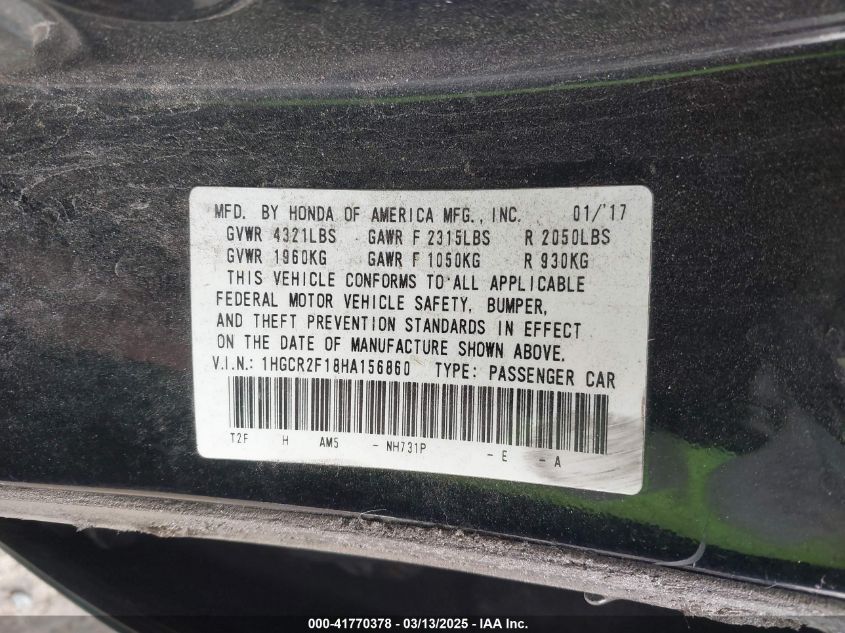 MFD. BY HONDA OF AMERICA MFG., INC. 01/'17
GVWR 4321LBS GAWR F 2315LBS R 2050LBS
GVWR 1960KG GAWR F 1050KG R 930KG
THIS VEHICLE CONFORMS TO ALL APPLICABLE
FEDERAL MOTOR VEHICLE SAFETY, BUMPER,
AND THEFT PREVENTION STANDARDS IN EFFECT
ON THE DATE OF MANUFACTURE SHOWN ABOVE.
V.I.N.: 1HGCR2F18HA156860 TYPE: PASSENGER CAR
T2F H AM5 - NH731P - E - A
000-41770378 - 03/13/2025 - IAA Inc.